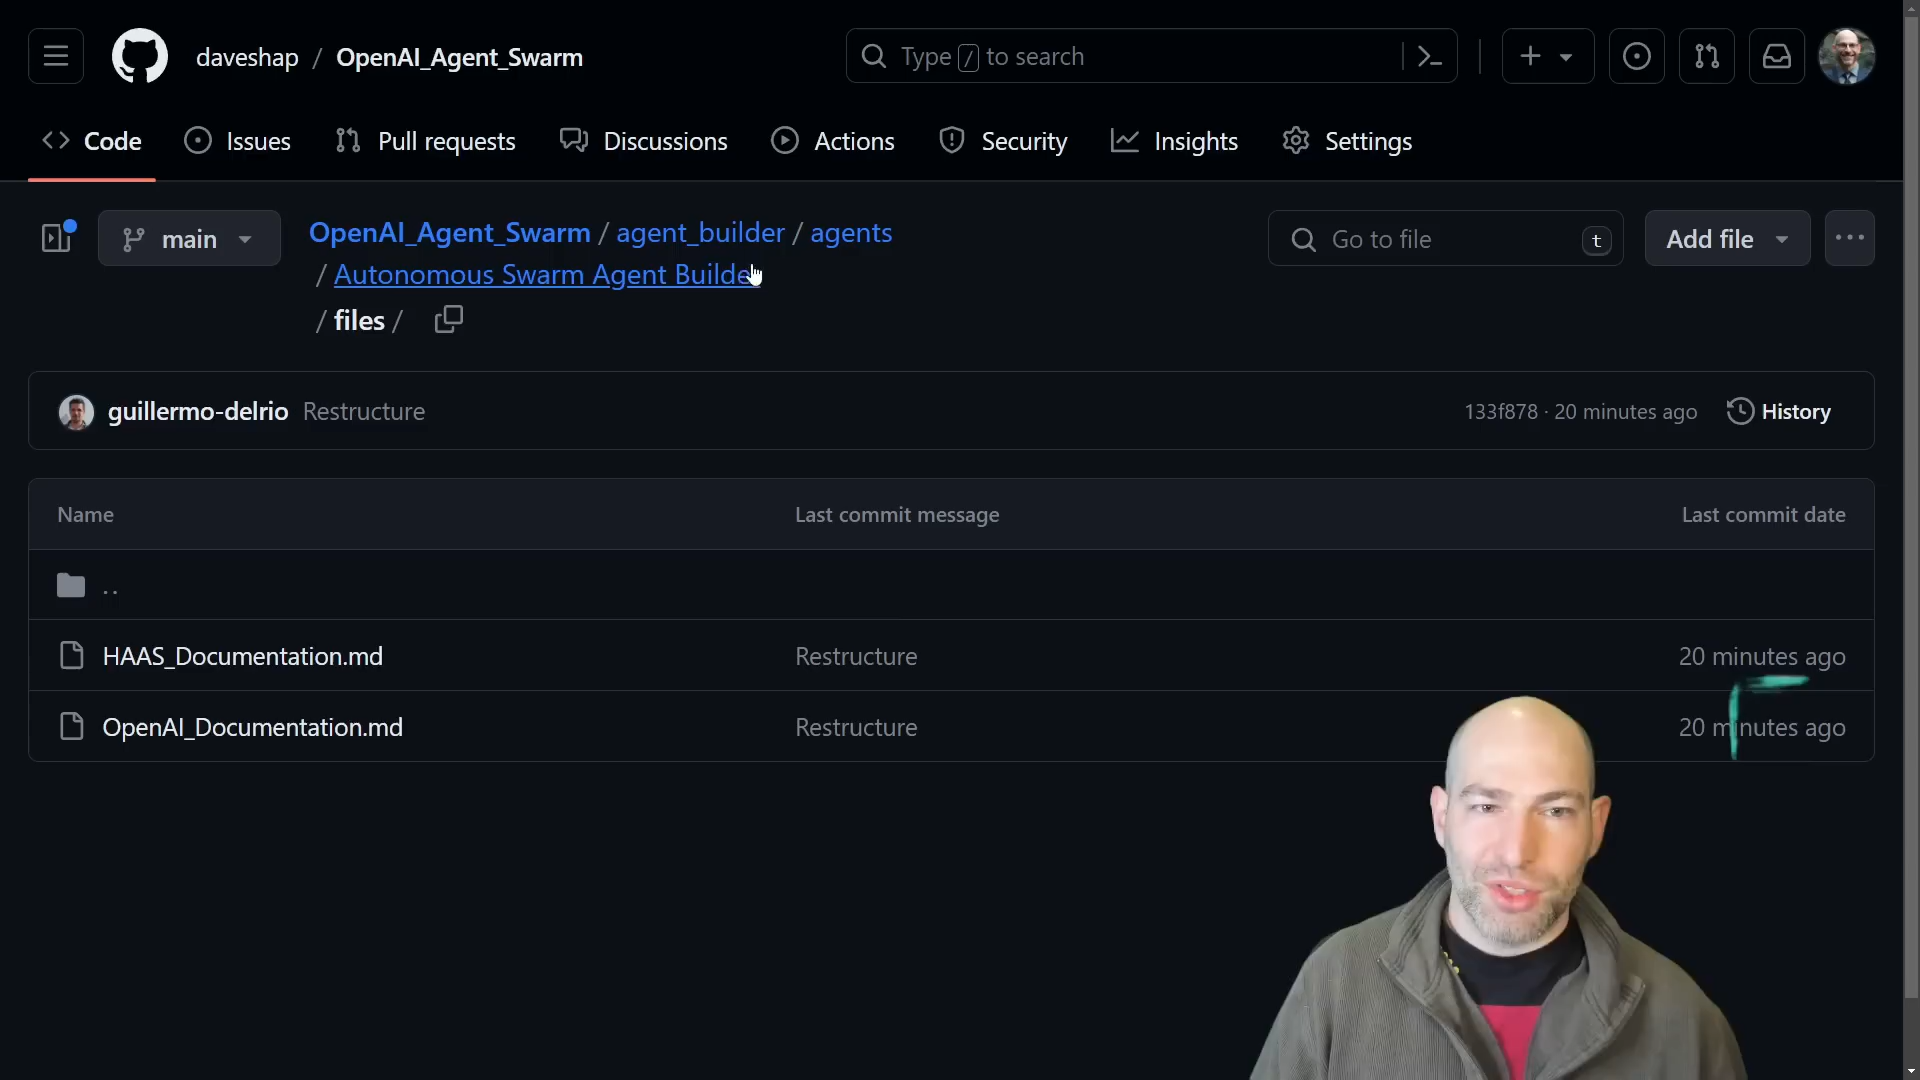 daveshap / OpenAI_Agent_Swarm
Type / to search
Code Issues Pull requests Discussions Actions Security Insights Settings
main
OpenAI_Agent_Swarm / agent_builder / agents
/ Autonomous Swarm Agent Builder
/ files /
Go to file t
Add file
guillermo-delrio Restructure 133f878 · 20 minutes ago History
Name Last commit message Last commit date
..
HAAS_Documentation.md Restructure 20 minutes ago
OpenAI_Documentation.md Restructure 20 minutes ago